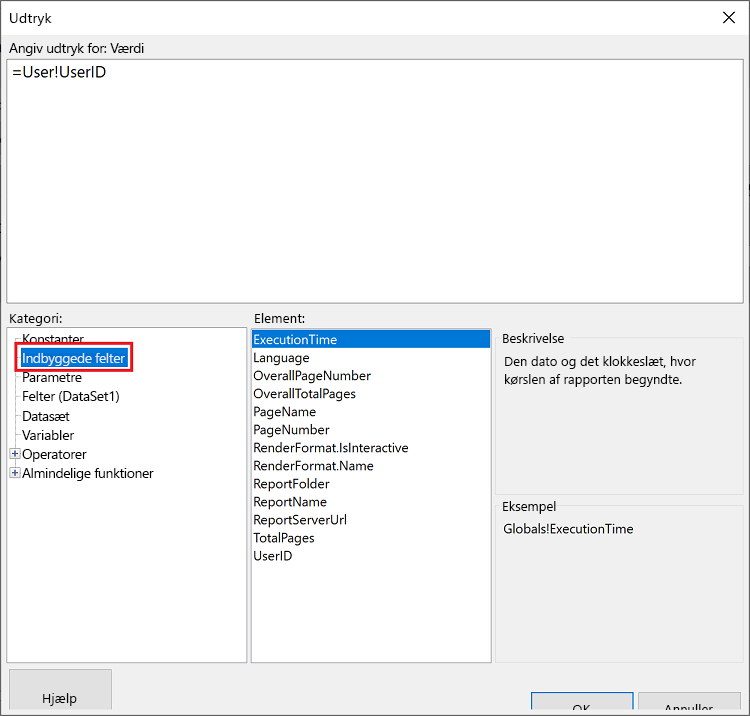 Udtryk
Angiv udtryk for: Værdi
=User!UserID
Kategori:
Konstanter
Indbyggede felter
Parametre
Felter (DataSet1)
Datasæt
Variabler
Operatorer
Almindelige funktioner
Element:
ExecutionTime
Language
OverallPageNumber
OverallTotalPages
PageName
PageNumber
RenderFormat.IsInteractive
RenderFormat.Name
ReportFolder
ReportName
ReportServerUrl
TotalPages
UserID
Beskrivelse
Den dato og det klokkeslæt, hvor
kørslen af rapporten begyndte.
Eksempel
Globals!ExecutionTime
Hjælp
OK
Annuller